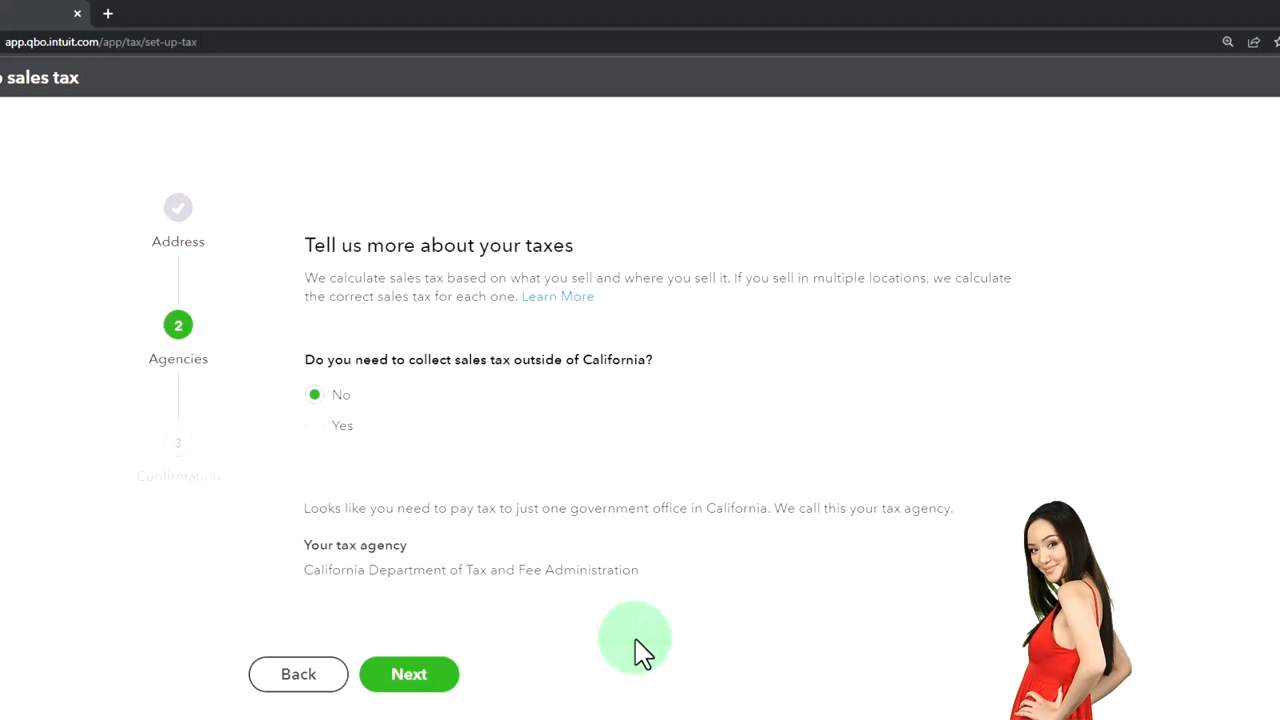 app.qbo.intuit.com/app/tax/set-up-tax
sales tax
Address
Tell us more about your taxes
We calculate sales tax based on what you sell and where you sell it. If you sell in multiple locations, we calculate
the correct sales tax for each one. Learn More
2
Agencies
Do you need to collect sales tax outside of California?
No
Yes
3
Confirmation
Looks like you need to pay tax to just one government office in California. We call this your tax agency.
Your tax agency
California Department of Tax and Fee Administration
Back
Next